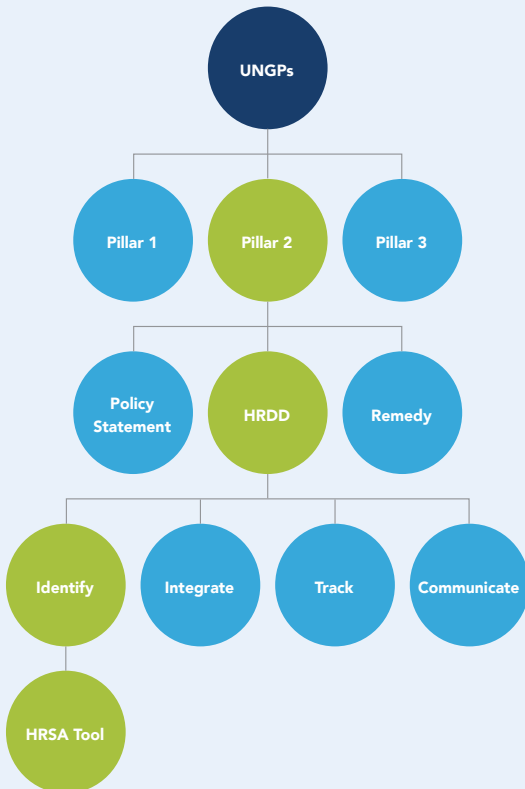 UNGPs
Pillar 1
Pillar 2
Pillar 3
Policy
Statement
HRDD
Remedy
Identify
Integrate
Track
Communicate
HRSA Tool